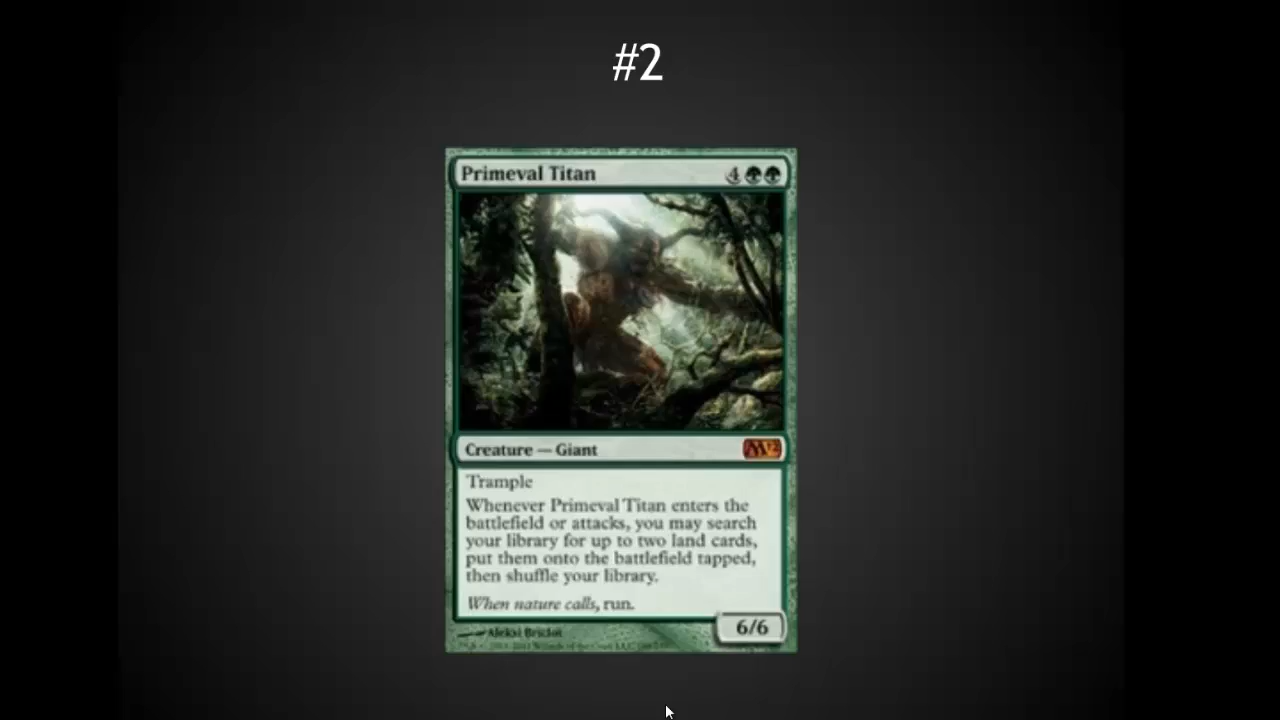 #2
Primeval Titan 4
M12
Creature — Giant
Trample
Whenever Primeval Titan enters the
battlefield or attacks, you may search
your library for up to two land cards,
put them onto the battlefield tapped,
then shuffle your library.
When nature calls, run.
6/6
Aleksi Briclot